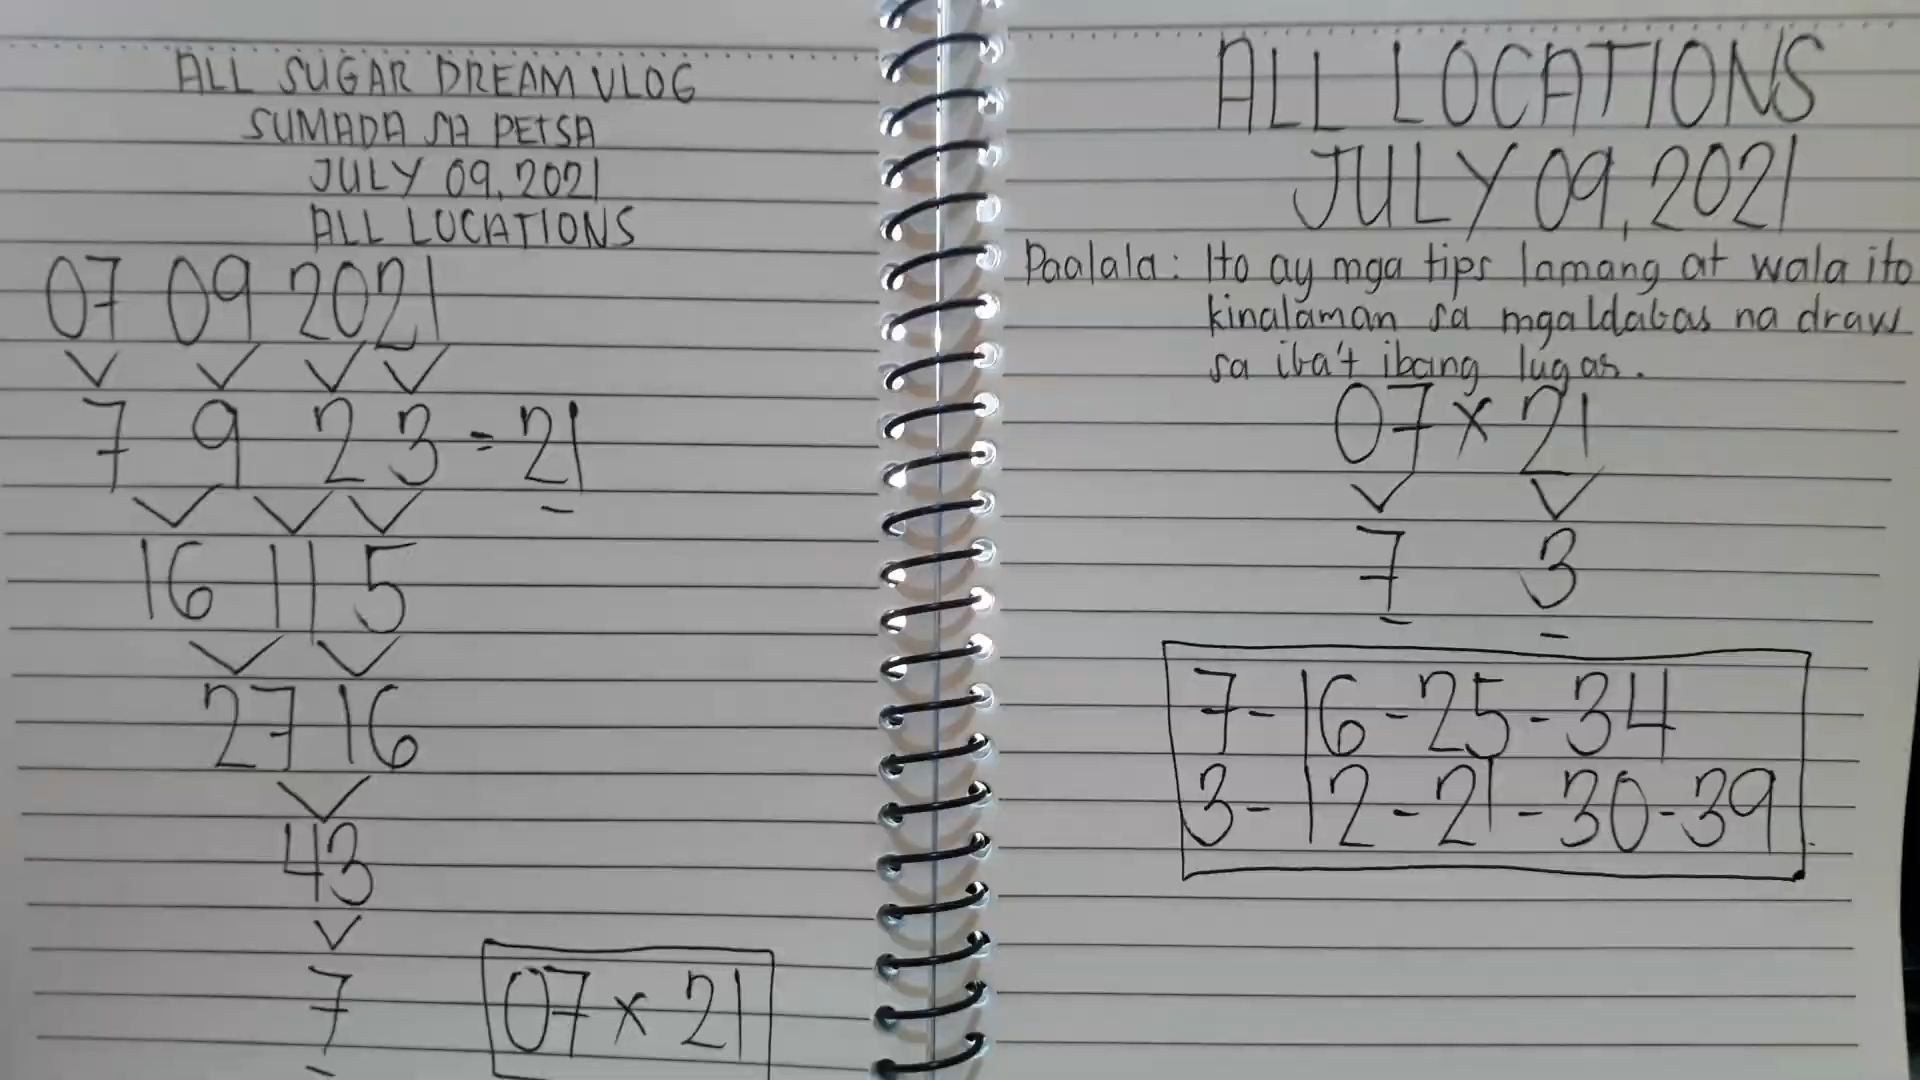 ALL SUGAR DREAM VLOG
SUMADA SA PETSA
JULY 09, 2021
ALL LOCATIONS
07 09 2021
7 9 2 3 = 21
16 11 5
27 16
43
7
07 x 21
ALL LOCATIONS
JULY 09, 2021
Paalala: Ito ay mga tips lamang at wala ito
kinalaman sa mga ldabas na draw
sa iba't ibang lugar.
07 x 21
7 3
7-16-25-34
3-12-21-30-39